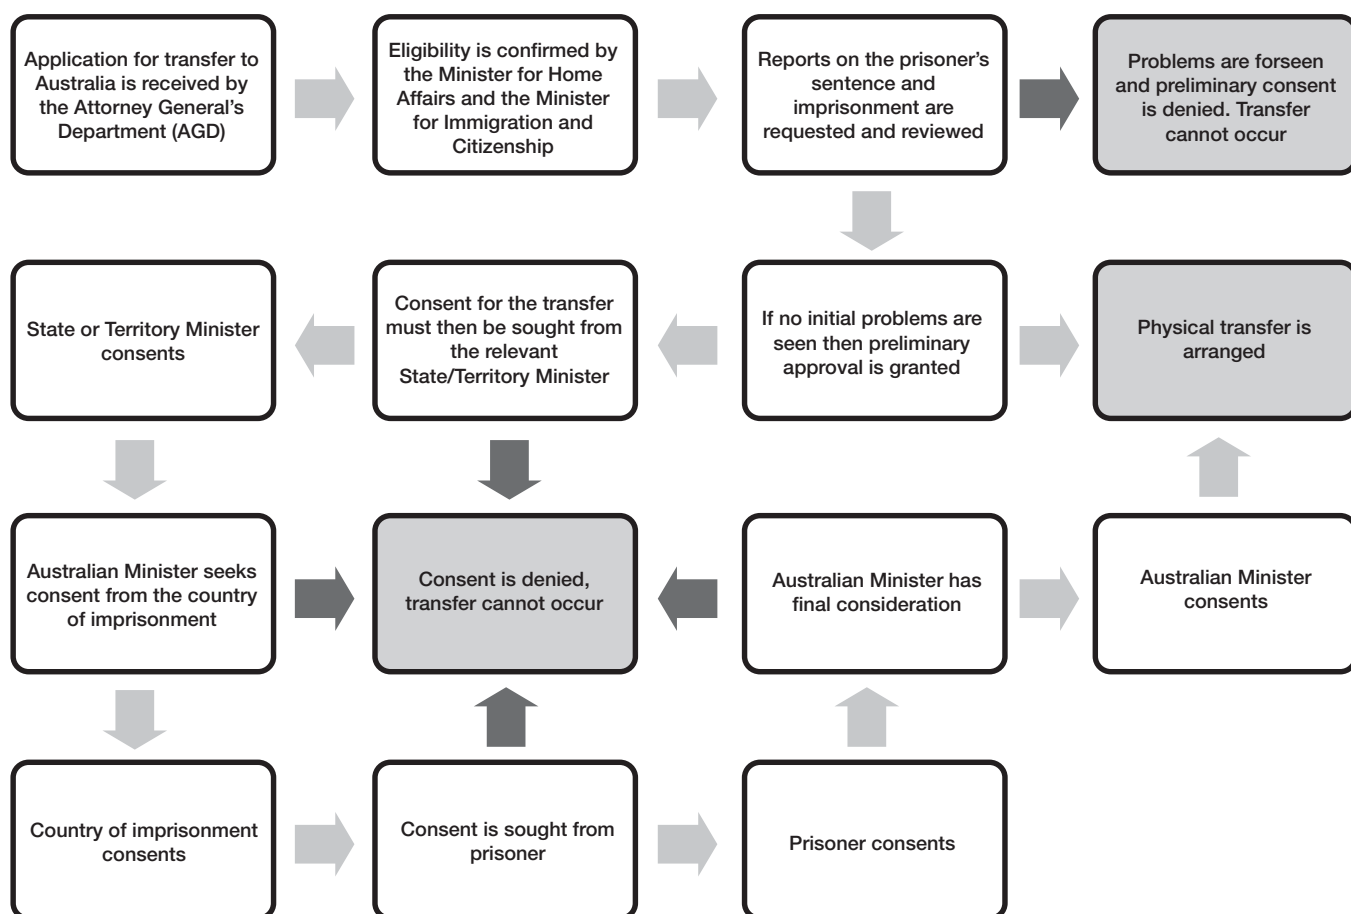 Application for transfer to
Australia is received by
the Attorney General’s
Department (AGD)
Eligibility is confirmed by
the Minister for Home
Affairs and the Minister
for Immigration and
Citizenship
Reports on the prisoner’s
sentence and
imprisonment are
requested and reviewed
Problems are forseen
and preliminary consent
is denied. Transfer
cannot occur
State or Territory Minister
consents
Consent for the transfer
must then be sought from
the relevant
State/Territory Minister
If no initial problems are
seen then preliminary
approval is granted
Physical transfer is
arranged
Australian Minister seeks
consent from the country
of imprisonment
Consent is denied,
transfer cannot occur
Australian Minister has
final consideration
Australian Minister
consents
Country of imprisonment
consents
Consent is sought from
prisoner
Prisoner consents